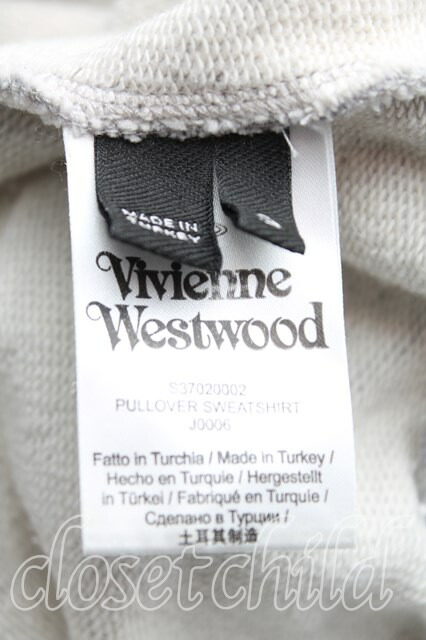 MADE IN
TURKEY
Vivienne
Westwood
S37020002
PULLOVER SWEATSHIRT
J0006
Fatto in Turchia / Made in Turkey /
Hecho en Turquie / Hergestellt
in Türkei / Fabriqué en Turquie /
Сделано в Турции /
土耳其制造
closetchild